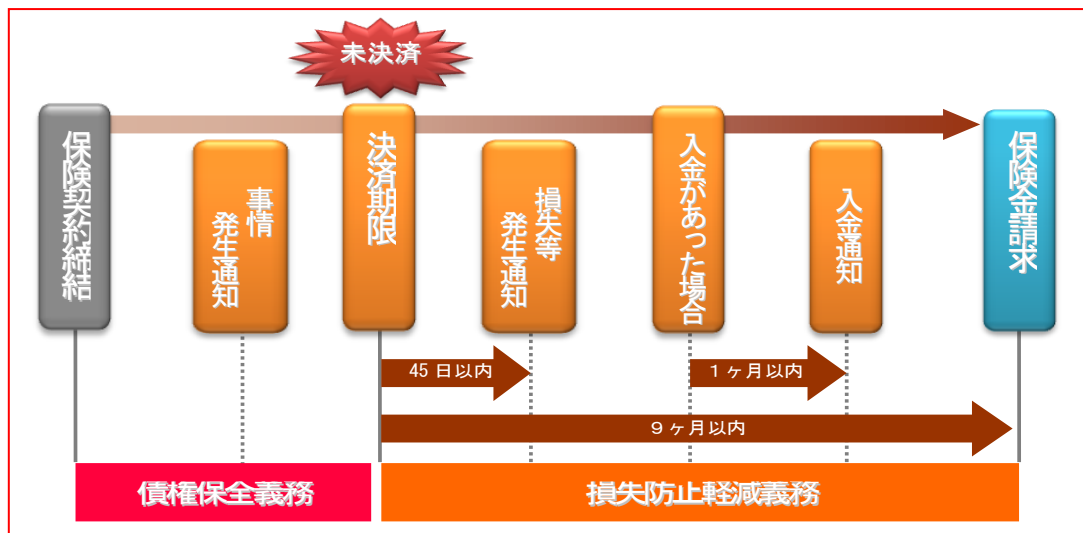 未決済
保険契約締結
事情
発生通知
決済期限
損失等
発生通知
入金があった場合
入金通知
保険金請求
45 日以内
1 ヶ月以内
9 ヶ月以内
債権保全義務
損失防止軽減義務